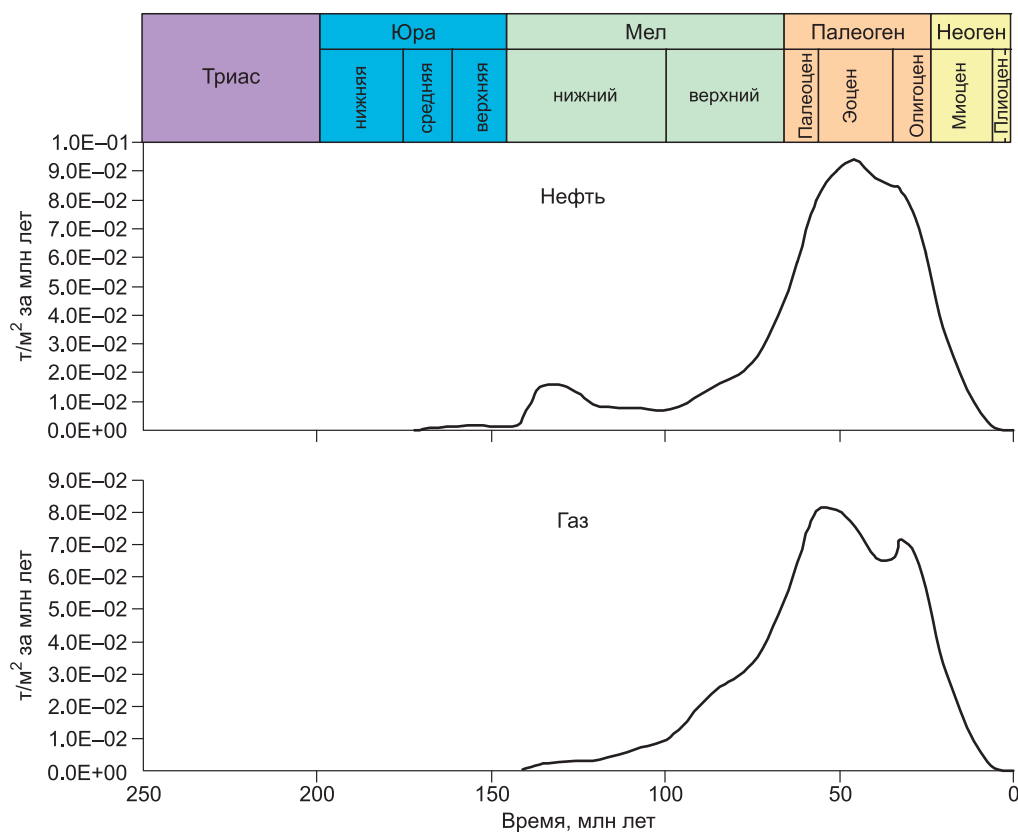 Триас
Юра
Мел
Палеоген
Неоген
нижняя
средняя
верхняя
нижний
верхний
Палеоцен
Эоцен
Олигоцен
Миоцен
Плиоцен
Нефть
т/м² за млн лет
1.0E–01
9.0E–02
8.0E–02
7.0E–02
6.0E–02
5.0E–02
4.0E–02
3.0E–02
2.0E–02
1.0E–02
0.0E+00
200
150
100
50
0
Газ
т/м² за млн лет
9.0E–02
8.0E–02
7.0E–02
6.0E–02
5.0E–02
4.0E–02
3.0E–02
2.0E–02
1.0E–02
0.0E+00
250
200
150
100
50
0
Время, млн лет